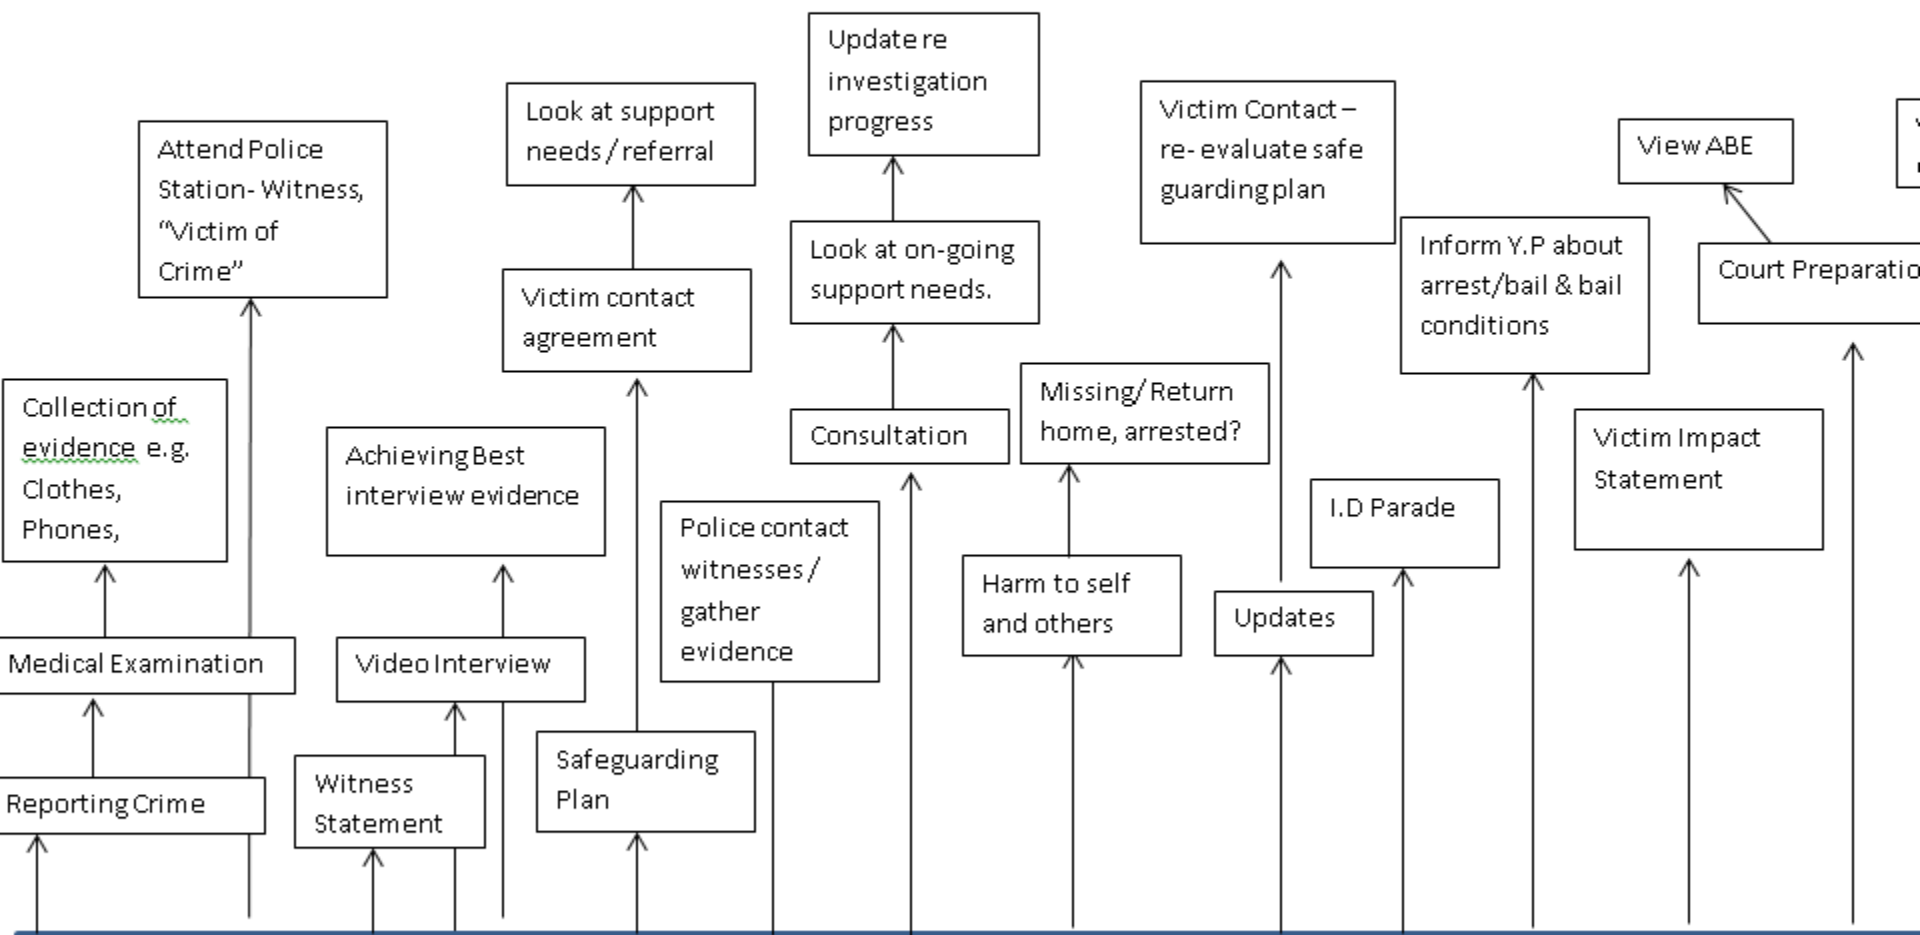 Update re
investigation
progress
Look at support
needs / referral
Victim Contact –
re- evaluate safe
guarding plan
Attend Police
Station- Witness,
“Victim of
Crime”
View ABE
Look at on-going
support needs.
Inform Y.P about
arrest/bail & bail
conditions
Court Preparatio
Victim contact
agreement
Missing/ Return
home, arrested?
Collection of
evidence e.g.
Clothes,
Phones,
Consultation
Victim Impact
Statement
Achieving Best
interview evidence
I.D Parade
Police contact
witnesses /
gather
evidence
Harm to self
and others
Updates
Medical Examination
Video Interview
Safeguarding
Plan
Witness
Statement
Reporting Crime